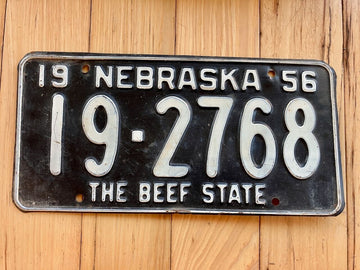 19 NEBRASKA 56
19-2768
THE BEEF STATE